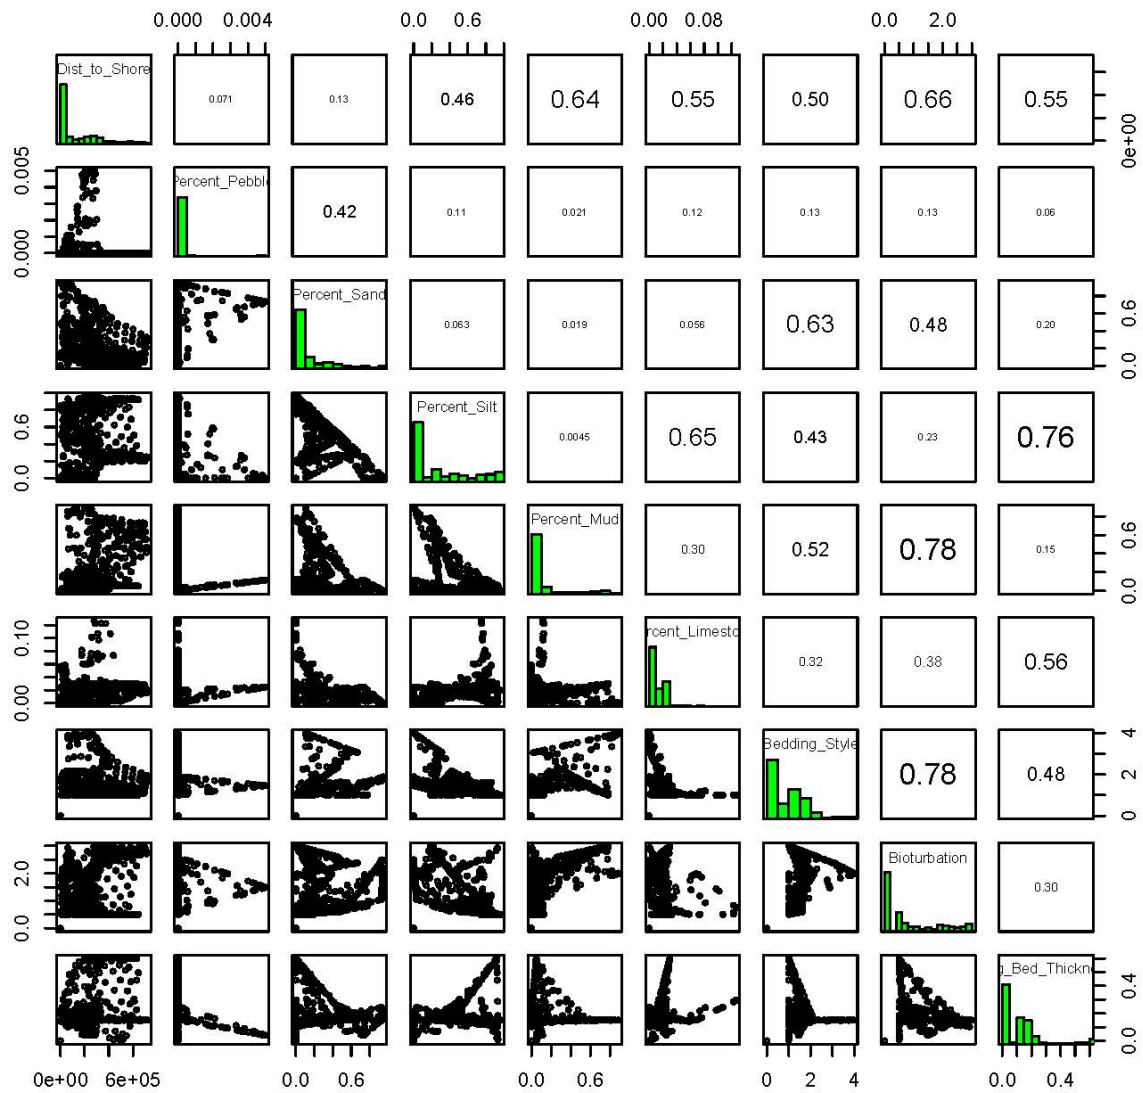 0.000 0.004 0.0 0.6 0.00 0.08 0.0 2.0
Dist_to_Shore 0.071 0.13 0.46 0.64 0.55 0.50 0.66 0.55 0e+00
0.000 0.005 Percent_Pebbl 0.42 0.11 0.021 0.12 0.13 0.13 0.06
Percent_Sand 0.063 0.019 0.056 0.63 0.48 0.20 0.0 0.6
0.0 0.6 Percent_Silt 0.0045 0.65 0.43 0.23 0.76
Percent_Mud 0.30 0.52 0.78 0.15 0.0 0.6
0.00 0.10 rcent_Limesto 0.32 0.38 0.56
Bedding_Style 0.78 0.48 0 2 4
0.0 2.0 Bioturbation 0.30
g_Bed_Thickne 0.0 0.4
0e+00 6e+05 0.0 0.6 0.0 0.6 0 2 4 0.0 0.4